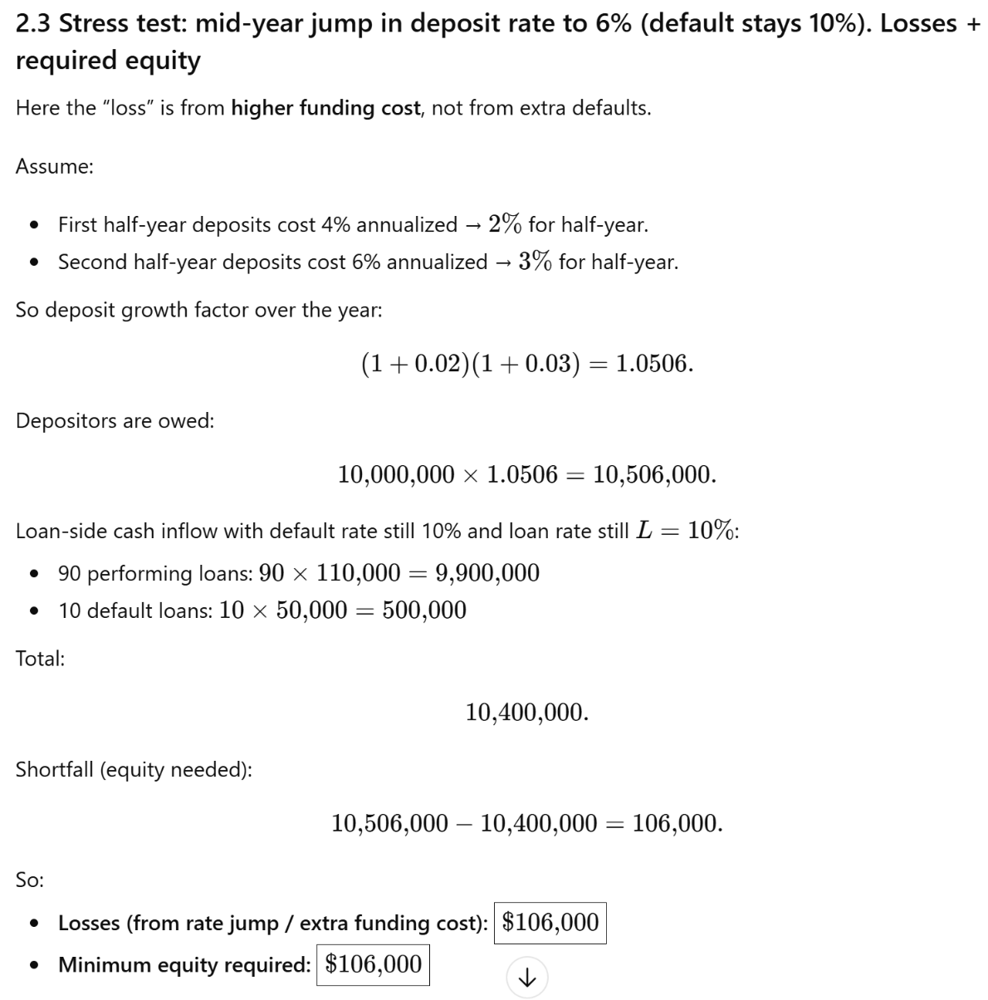 2.3 Stress test: mid-year jump in deposit rate to 6% (default stays 10%). Losses +
required equity
Here the “loss” is from higher funding cost, not from extra defaults.
Assume:
• First half-year deposits cost 4% annualized → 2% for half-year.
• Second half-year deposits cost 6% annualized → 3% for half-year.
So deposit growth factor over the year:
(1 + 0.02)(1 + 0.03) = 1.0506.
Depositors are owed:
10,000,000 × 1.0506 = 10,506,000.
Loan-side cash inflow with default rate still 10% and loan rate still L = 10%:
• 90 performing loans: 90 × 110,000 = 9,900,000
• 10 default loans: 10 × 50,000 = 500,000
Total:
10,400,000.
Shortfall (equity needed):
10,506,000 − 10,400,000 = 106,000.
So:
• Losses (from rate jump / extra funding cost): $106,000
• Minimum equity required: $106,000